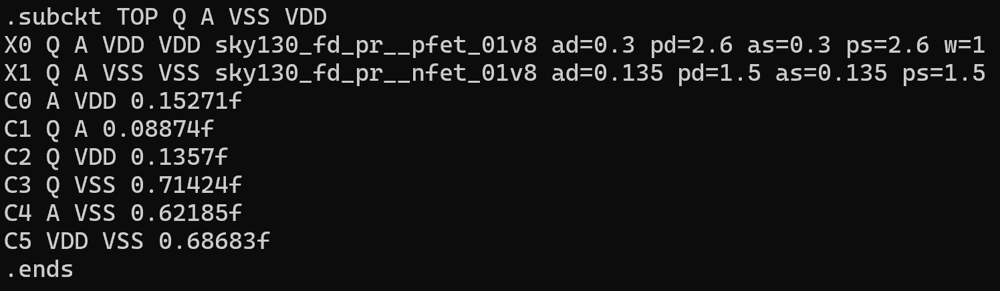 .subckt TOP Q A VSS VDD
X0 Q A VDD VDD sky130_fd_pr__pfet_01v8 ad=0.3 pd=2.6 as=0.3 ps=2.6 w=1
X1 Q A VSS VSS sky130_fd_pr__nfet_01v8 ad=0.135 pd=1.5 as=0.135 ps=1.5
C0 A VDD 0.15271f
C1 Q A 0.08874f
C2 Q VDD 0.1357f
C3 Q VSS 0.71424f
C4 A VSS 0.62185f
C5 VDD VSS 0.68683f
.ends